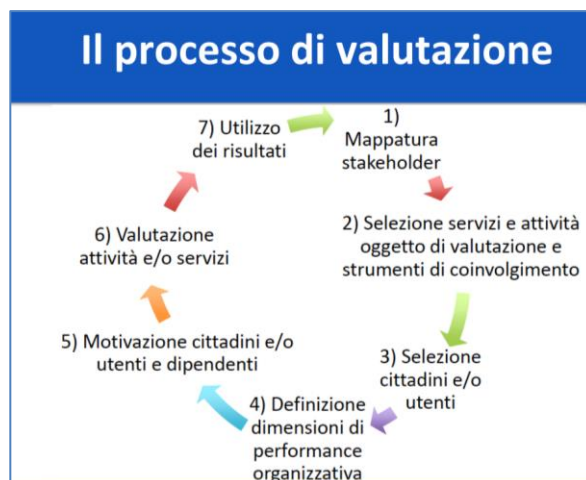 Il processo di valutazione
1)
Mappatura
stakeholder
2) Selezione servizi e attività
oggetto di valutazione e
strumenti di coinvolgimento
3) Selezione
cittadini e/o
utenti
4) Definizione
dimensioni di
performance
organizzativa
5) Motivazione cittadini e/o
utenti e dipendenti
6) Valutazione
attività e/o servizi
7) Utilizzo
dei risultati